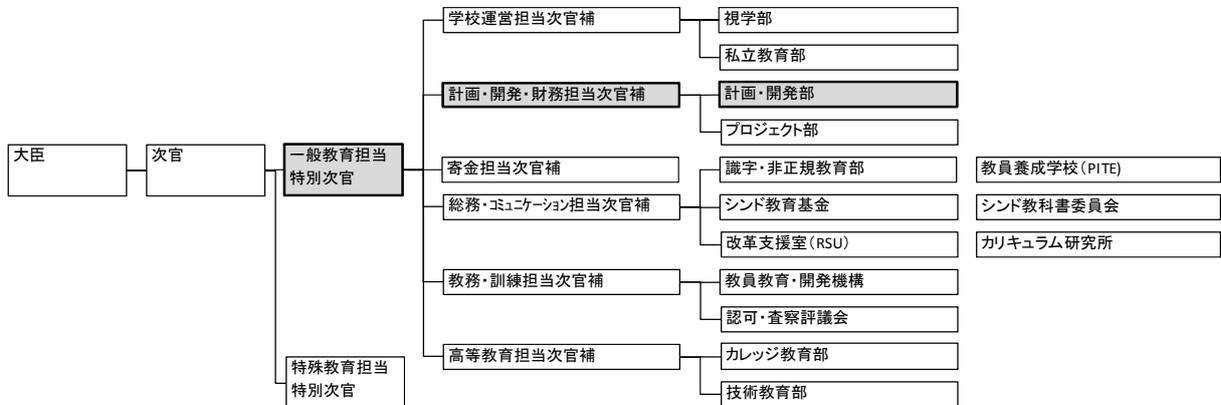 学校運営担当次官補
視学部
私立教育部
計画・開発・財務担当次官補
計画・開発部
プロジェクト部
大臣
次官
一般教育担当
特別次官
寄金担当次官補
識字・非正規教育部
教員養成学校(PITE)
総務・コミュニケーション担当次官補
シンド教育基金
シンド教科書委員会
改革支援室(RSU)
カリキュラム研究所
教務・訓練担当次官補
教員教育・開発機構
認可・査察評議会
高等教育担当次官補
カレッジ教育部
特殊教育担当
特別次官
技術教育部